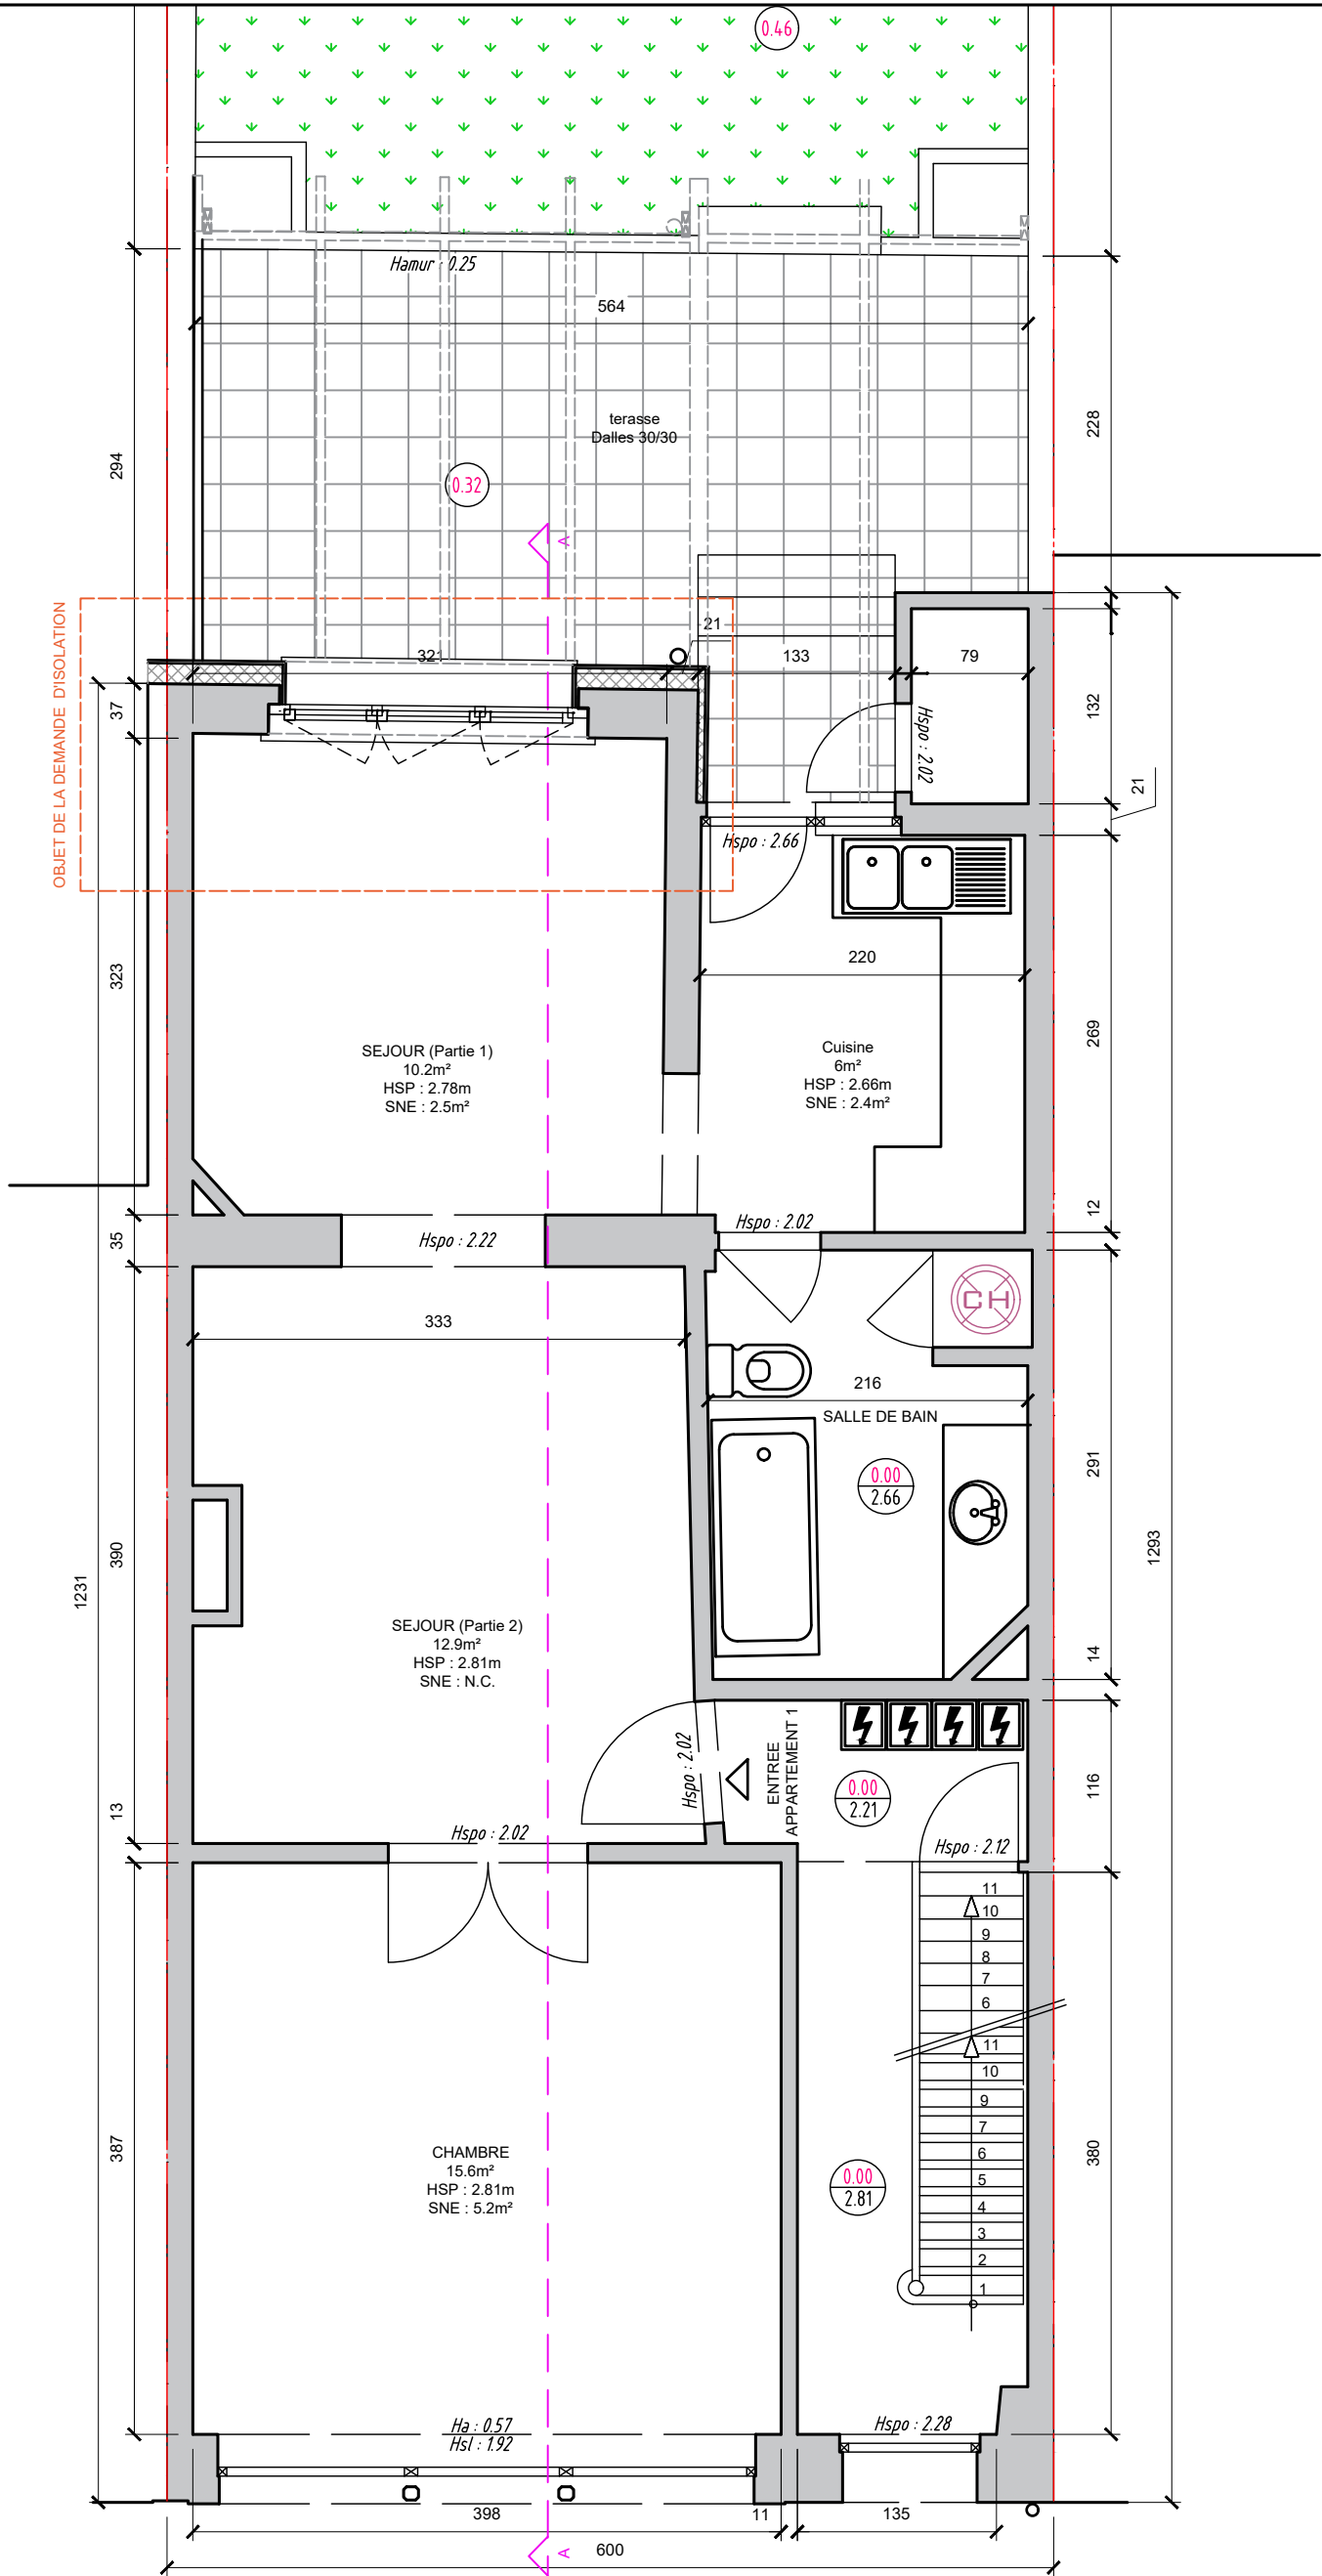 0.46
Hamur : 0.25
564
terasse
Dalles 30/30
294
228
0.32
A
OBJET DE LA DEMANDE D'ISOLATION
21
321
133
79
37
Hspo : 2.02
132
21
Hspo : 2.66
323
220
269
SEJOUR (Partie 1)
10.2m²
HSP : 2.78m
SNE : 2.5m²
Cuisine
6m²
HSP : 2.66m
SNE : 2.4m²
12
35
Hspo : 2.22
Hspo : 2.02
CH
333
216
SALLE DE BAIN
0.00
2.66
291
390
1231
1293
SEJOUR (Partie 2)
12.9m²
HSP : 2.81m
SNE : N.C.
14
Hspo : 2.02
ENTREE
APPARTEMENT 1
0.00
2.21
116
13
Hspo : 2.02
Hspo : 2.12
11
10
9
8
7
6
11
10
9
7
6
5
4
3
2
1
387
380
CHAMBRE
15.6m²
HSP : 2.81m
SNE : 5.2m²
0.00
2.81
Ha : 0.57
Hsl : 1.92
Hspo : 2.28
398
11
135
A
600